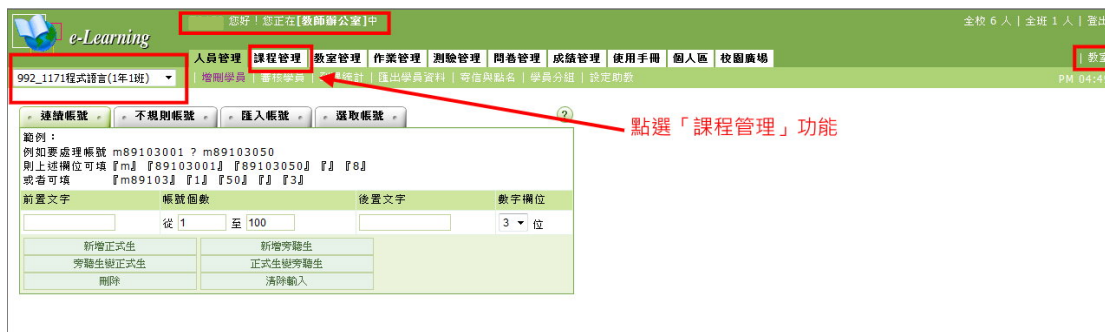 您好！您正在[教師辦公室]中
全校 6 人 | 全班 1 人 | 登出
e-Learning
人員管理 課程管理 教室管理 作業管理 測驗管理 問卷管理 成績管理 使用手冊 個人區 校園廣場
| 教室
992_1171程式語言(1年1班)
| 增刪學員 | 審核學員 | 到課統計 | 匯出學員資料 | 寄信與點名 | 學員分組 | 設定助教
PM 04:49
連續帳號 不規則帳號 匯入帳號 選取帳號 ?
點選「課程管理」功能
範例：
例如要處理帳號 m89103001 ? m89103050
則上述欄位可填『m』『89103001』『89103050』『』『8』
或者可填 『m89103』『1』『50』『』『3』
前置文字 帳號個數 後置文字 數字欄位
從 1 至 100 3 位
新增正式生 新增旁聽生
旁聽生變正式生 正式生變旁聽生
刪除 清除輸入